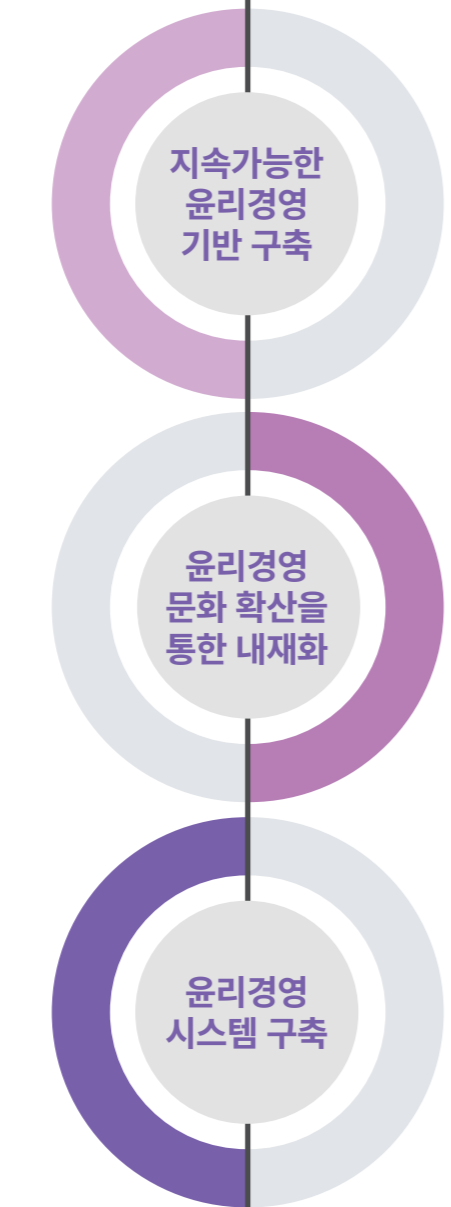 지속가능한
윤리경영
기반 구축
윤리경영
문화 확산을
통한 내재화
윤리경영
시스템 구축